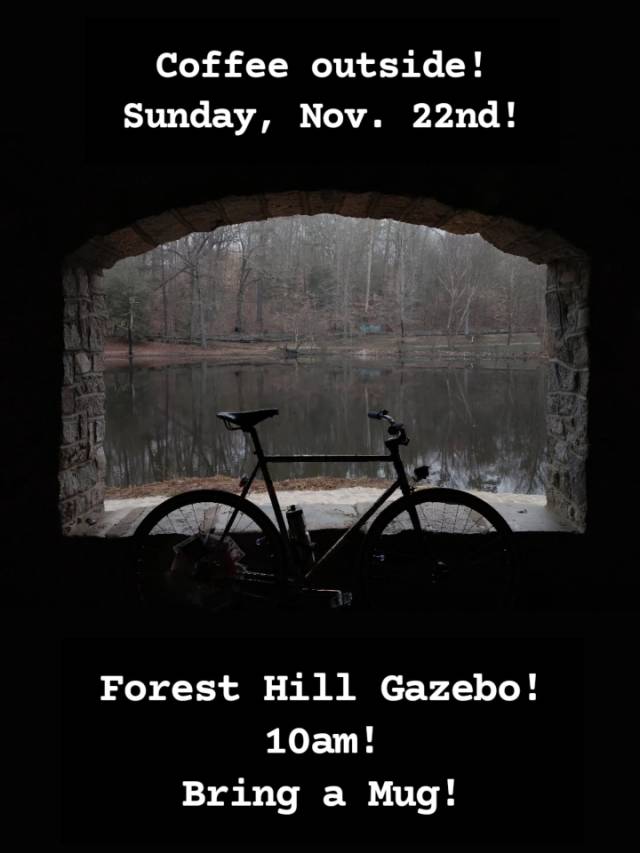 Coffee outside!
Sunday, Nov. 22nd!
Forest Hill Gazebo!
10am!
Bring a Mug!